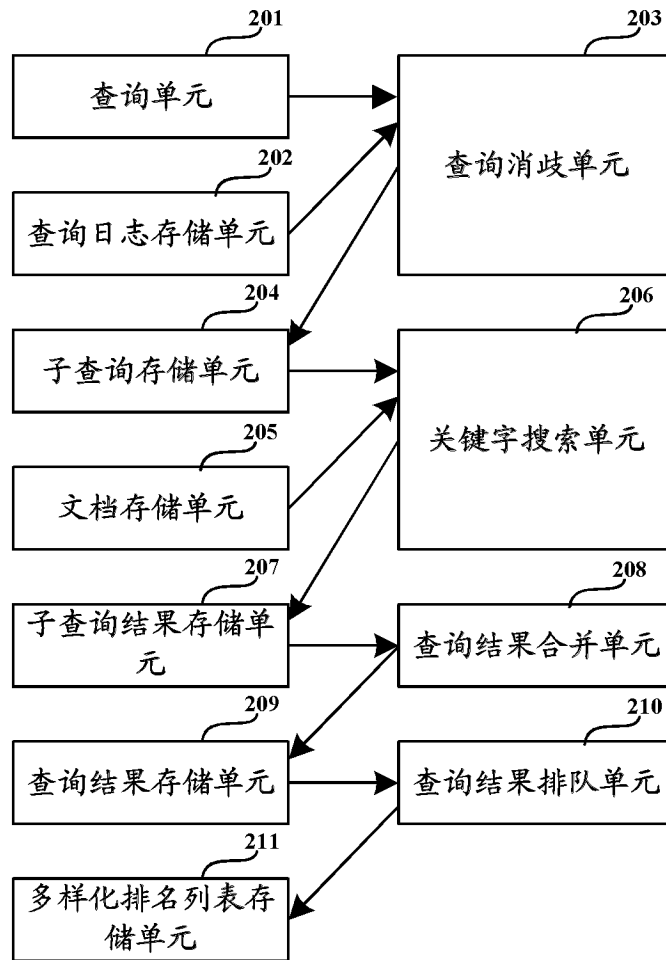 201
查询单元
203
查询消歧单元
202
查询日志存储单元
204
子查询存储单元
206
关键字搜索单元
205
文档存储单元
207
子查询结果存储单
元
208
查询结果合并单元
209
查询结果存储单元
210
查询结果排队单元
211
多样化排名列表存
储单元